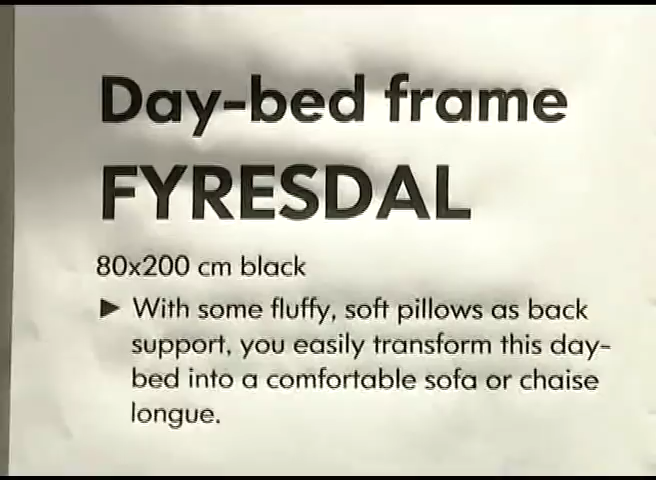 Day-bed frame
FYRESDAL
80x200 cm black
► With some fluffy, soft pillows as back
support, you easily transform this day-
bed into a comfortable sofa or chaise
longue.